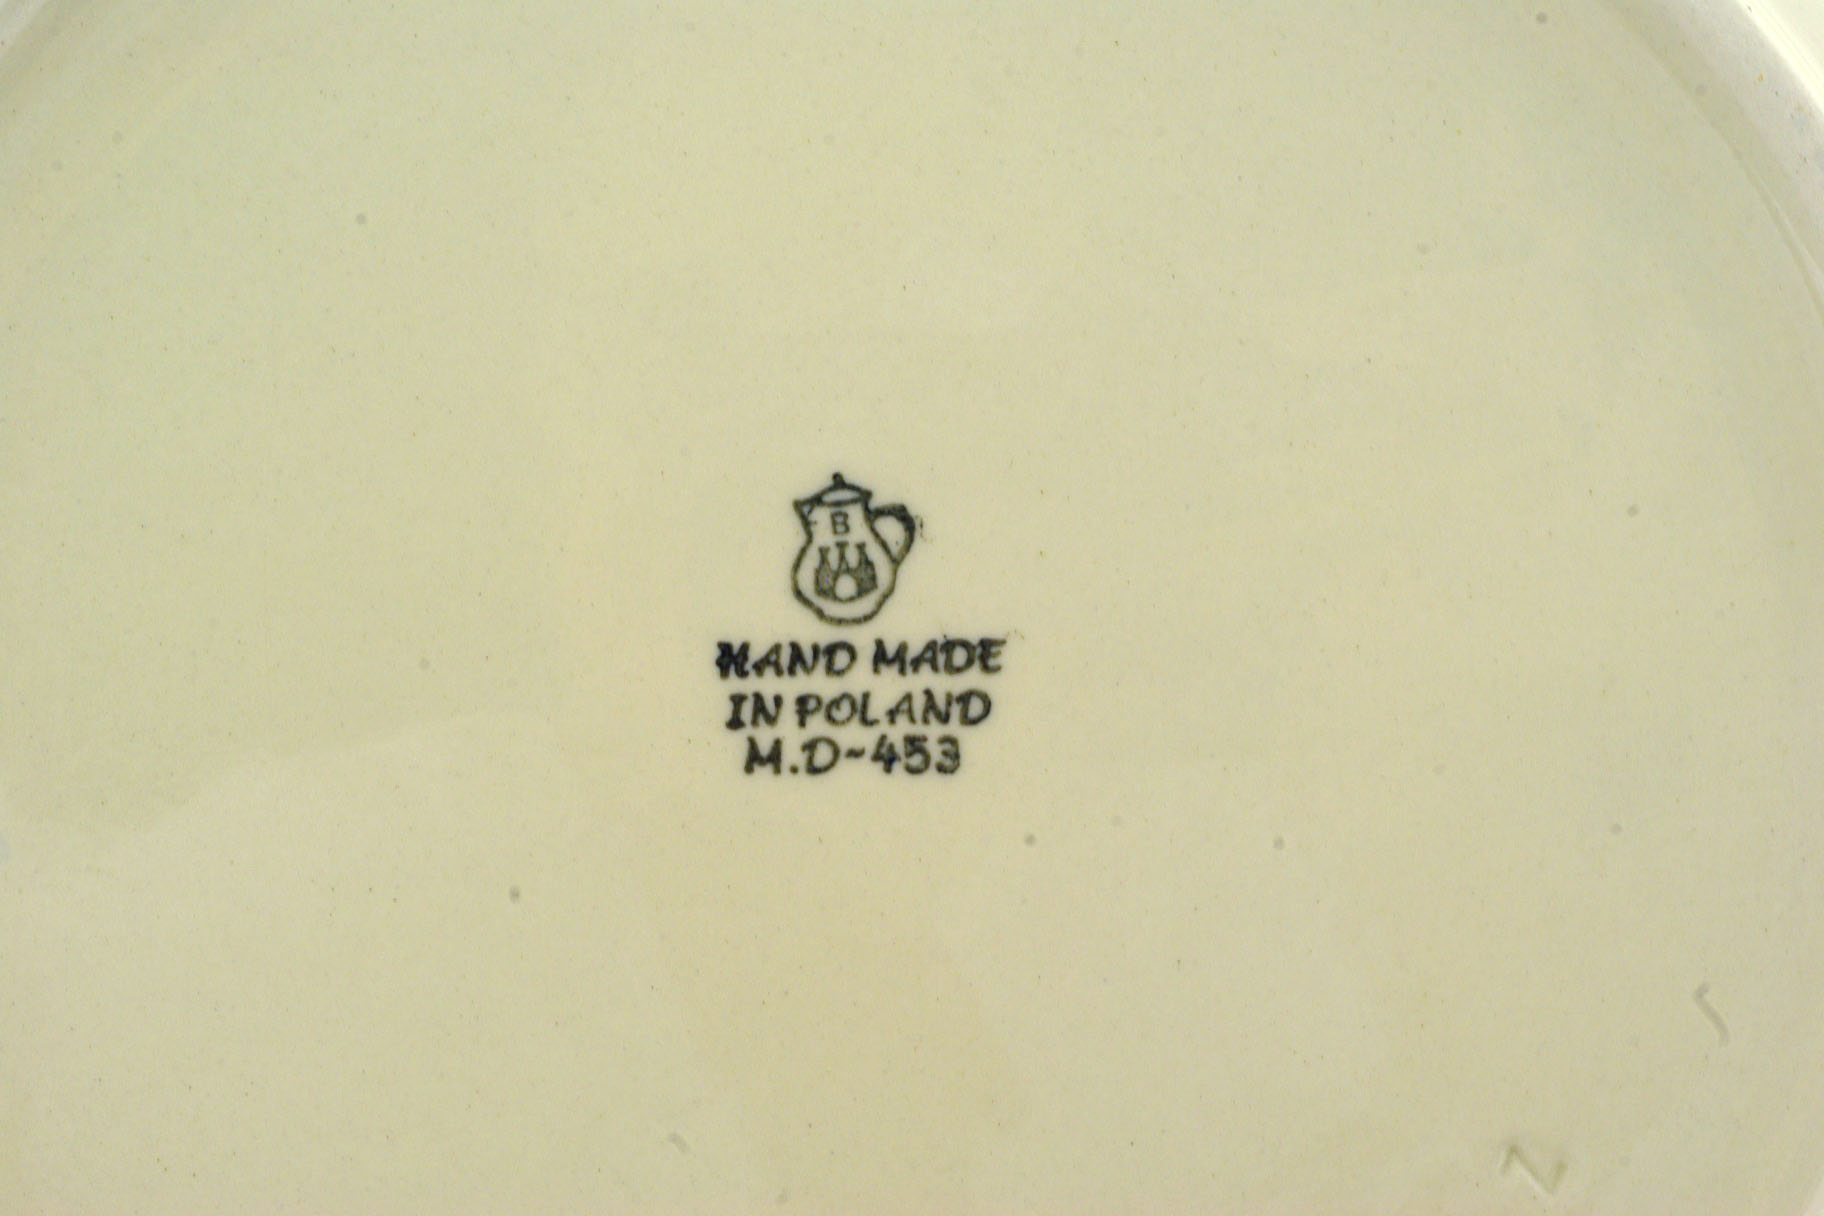 B
HAND MADE
IN POLAND
M.D~453